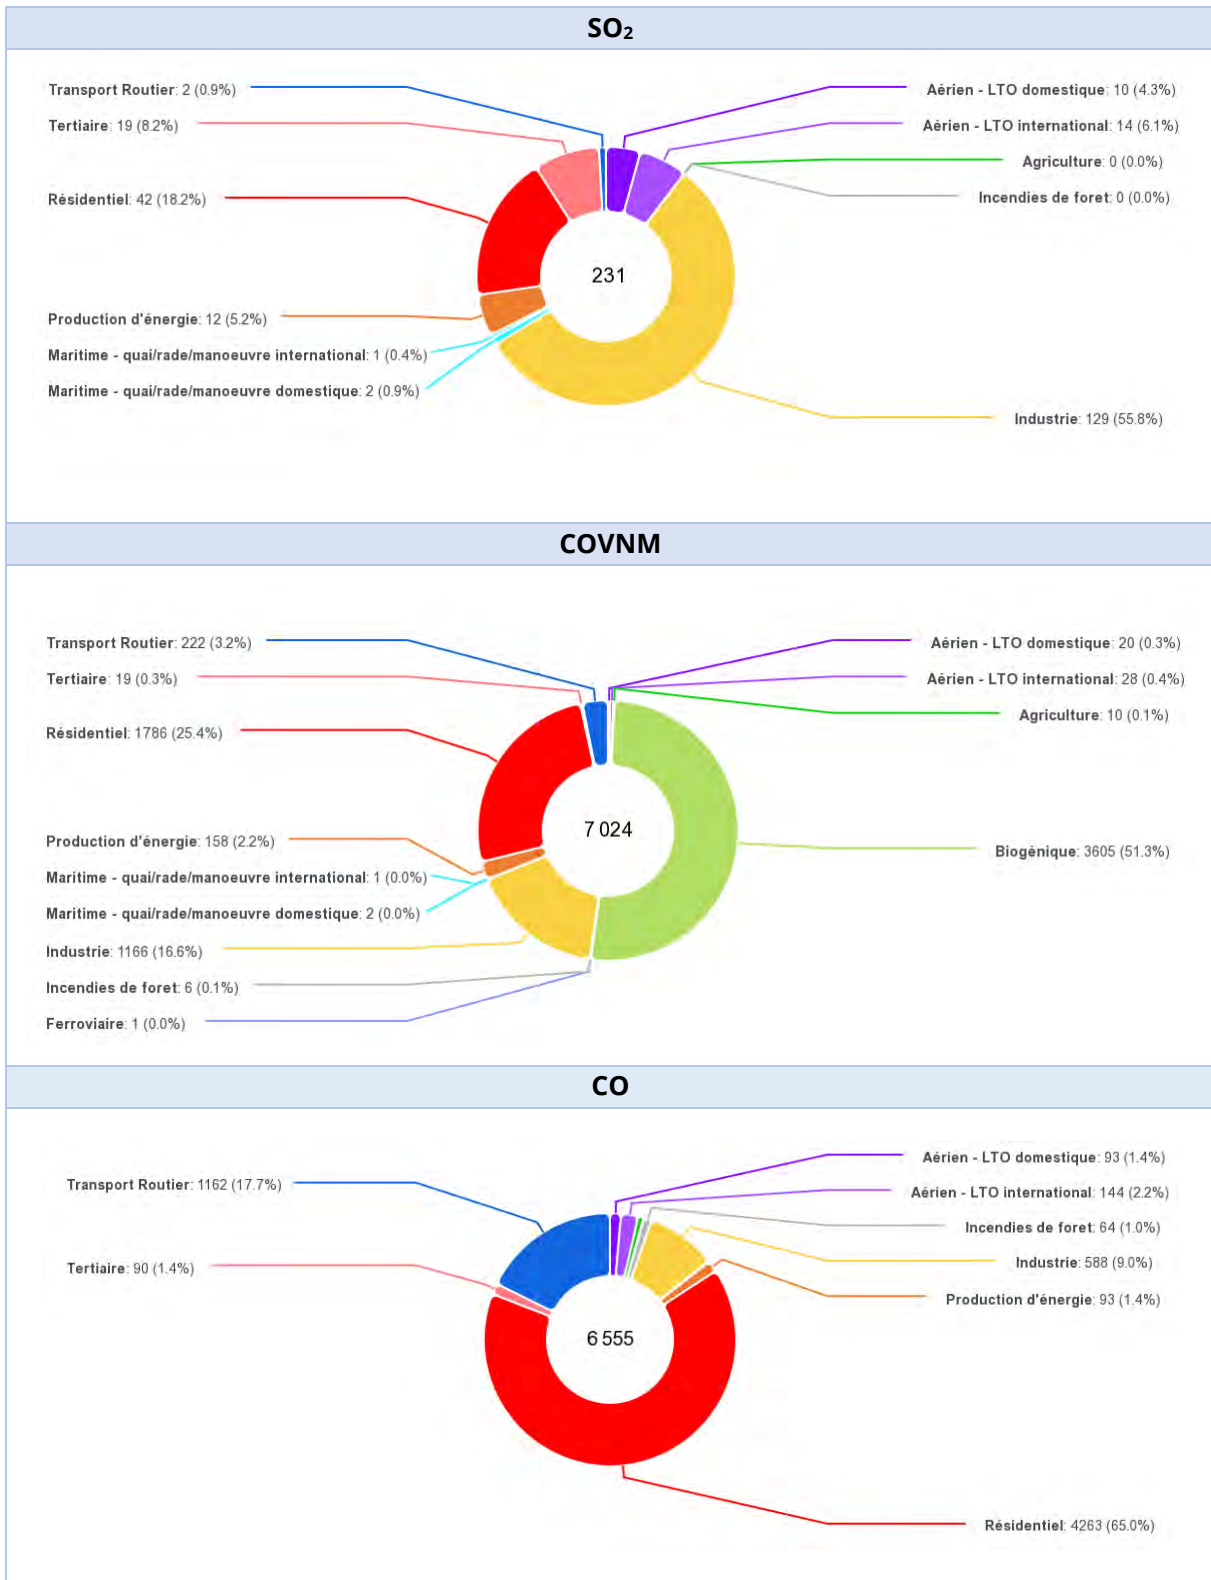 SO₂
Transport Routier: 2 (0.9%)
Tertiaire: 19 (8.2%)
Résidentiel: 42 (18.2%)
Production d'énergie: 12 (5.2%)
Maritime - quai/rade/manoeuvre international: 1 (0.4%)
Maritime - quai/rade/manoeuvre domestique: 2 (0.9%)
231
Aérien - LTO domestique: 10 (4.3%)
Aérien - LTO international: 14 (6.1%)
Agriculture: 0 (0.0%)
Incendies de foret: 0 (0.0%)
Industrie: 129 (55.8%)
COVNM
Transport Routier: 222 (3.2%)
Tertiaire: 19 (0.3%)
Résidentiel: 1786 (25.4%)
Production d'énergie: 158 (2.2%)
Maritime - quai/rade/manoeuvre international: 1 (0.0%)
Maritime - quai/rade/manoeuvre domestique: 2 (0.0%)
Industrie: 1166 (16.6%)
Incendies de foret: 6 (0.1%)
Ferroviaire: 1 (0.0%)
7 024
Aérien - LTO domestique: 20 (0.3%)
Aérien - LTO international: 28 (0.4%)
Agriculture: 10 (0.1%)
Biogénique: 3605 (51.3%)
CO
Transport Routier: 1162 (17.7%)
Tertiaire: 90 (1.4%)
6 555
Aérien - LTO domestique: 93 (1.4%)
Aérien - LTO international: 144 (2.2%)
Incendies de foret: 64 (1.0%)
Industrie: 588 (9.0%)
Production d'énergie: 93 (1.4%)
Résidentiel: 4263 (65.0%)